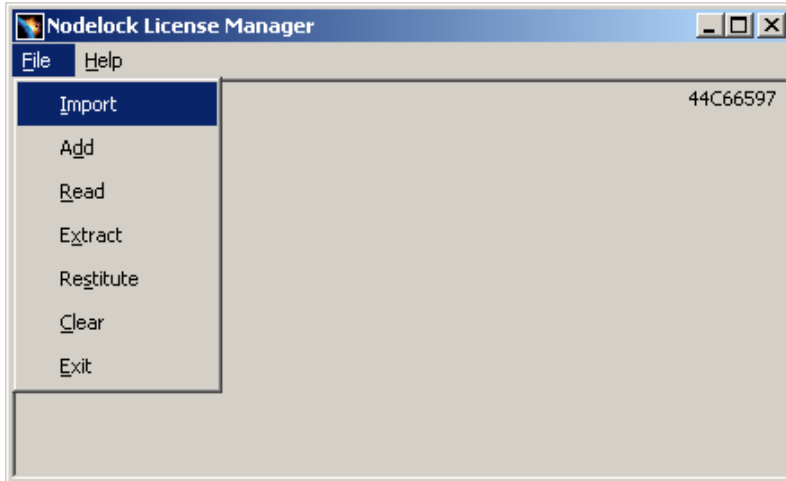 Nodelock License Manager
File Help
44C66597
Import
Add
Read
Extract
Restitute
Clear
Exit